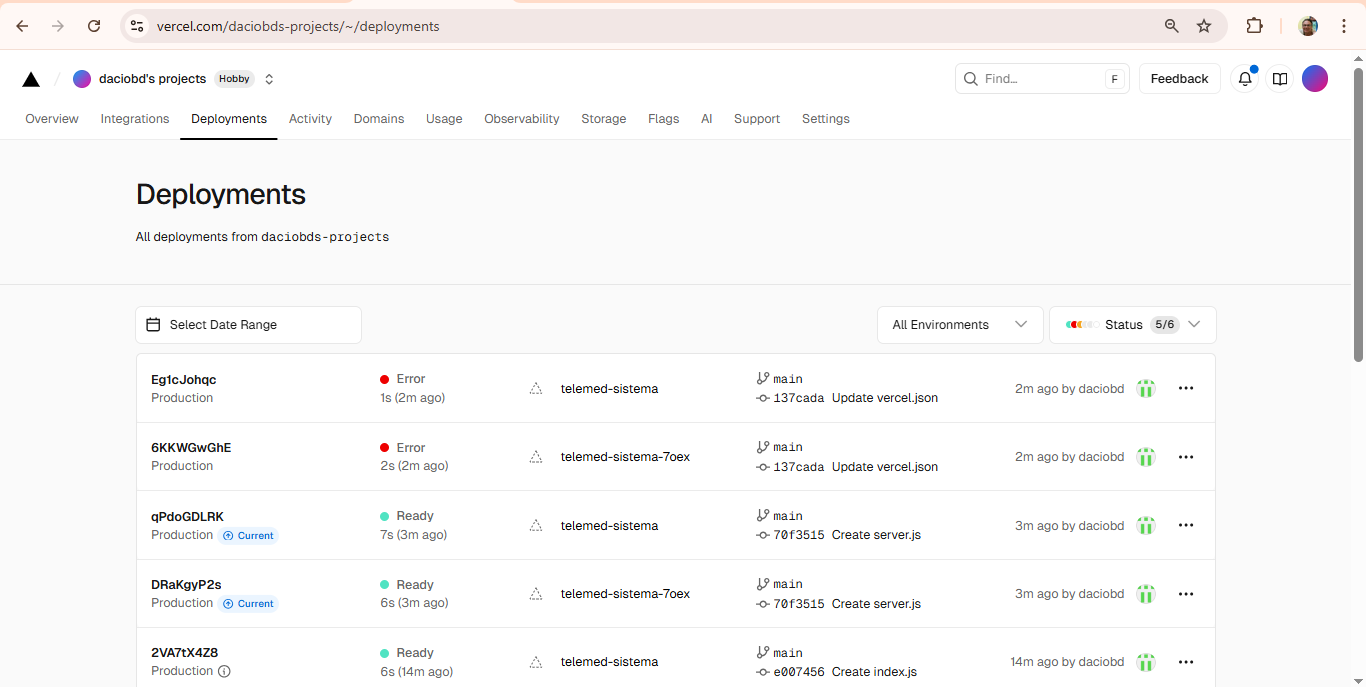 vercel.com/daciobds-projects/~/deployments
daciobd's projects Hobby
Find... F Feedback
Overview Integrations Deployments Activity Domains Usage Observability Storage Flags AI Support Settings
Deployments
All deployments from daciobds-projects
Select Date Range All Environments Status 5/6
Eg1cJohqc Error telemed-sistema main
Production 1s (2m ago) 137cada Update vercel.json 2m ago by daciobd
6KKWGwGhE Error telemed-sistema-7oex main
Production 2s (2m ago) 137cada Update vercel.json 2m ago by daciobd
qPdoGDLRK Ready telemed-sistema main
Production Current 7s (3m ago) 70f3515 Create server.js 3m ago by daciobd
DRaKgyP2s Ready telemed-sistema-7oex main
Production Current 6s (3m ago) 70f3515 Create server.js 3m ago by daciobd
2VA7tX4Z8 Ready telemed-sistema main
Production 6s (14m ago) e007456 Create index.js 14m ago by daciobd